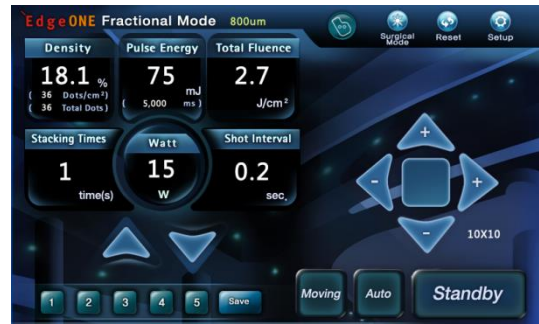 EdgeONE Fractional Mode 800um
Surgical Mode
Reset
Setup
Density
18.1 %
( 36 Dots/cm²)
( 36 Total Dots)
Pulse Energy
75 mJ
( 5,000 ms )
Total Fluence
2.7
J/cm²
Stacking Times
1
time(s)
Watt
15
W
Shot Interval
0.2
sec.
+
-
+
-
10X10
1 2 3 4 5 Save
Moving Auto Standby